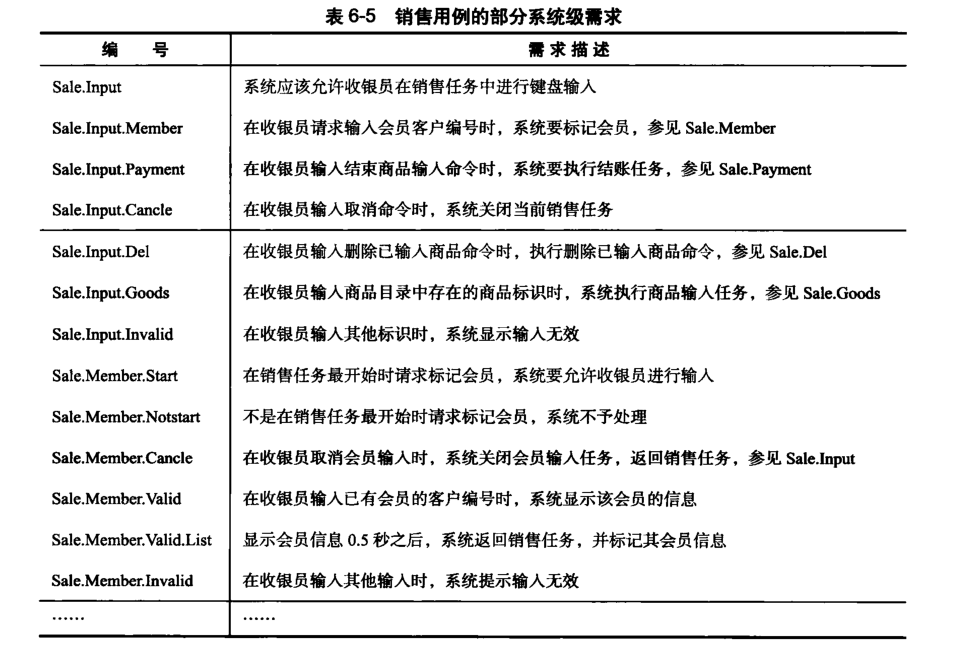 表 6-5 销售用例的部分系统级需求
编 号 需求描述
Sale.Input 系统应该允许收银员在销售任务中进行键盘输入
Sale.Input.Member 在收银员请求输入会员客户编号时，系统要标记会员，参见 Sale.Member
Sale.Input.Payment 在收银员输入结束商品输入命令时，系统要执行结账任务，参见 Sale.Payment
Sale.Input.Cancle 在收银员输入取消命令时，系统关闭当前销售任务
Sale.Input.Del 在收银员输入删除已输入商品命令时，执行删除已输入商品命令，参见 Sale.Del
Sale.Input.Goods 在收银员输入商品目录中存在的商品标识时，系统执行商品输入任务，参见 Sale.Goods
Sale.Input.Invalid 在收银员输入其他标识时，系统显示输入无效
Sale.Member.Start 在销售任务最开始时请求标记会员，系统要允许收银员进行输入
Sale.Member.Notstart 不是在销售任务最开始时请求标记会员，系统不予处理
Sale.Member.Cancle 在收银员取消会员输入时，系统关闭会员输入任务，返回销售任务，参见 Sale.Input
Sale.Member.Valid 在收银员输入已有会员的客户编号时，系统显示该会员的信息
Sale.Member.Valid.List 显示会员信息 0.5 秒之后，系统返回销售任务，并标记其会员信息
Sale.Member.Invalid 在收银员输入其他输入时，系统提示输入无效
…… ……